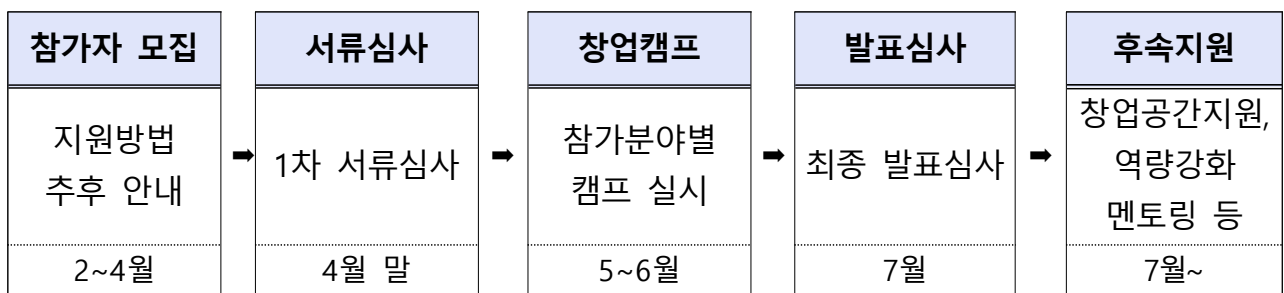 참가자 모집
지원방법
추후 안내
2~4월
➡
서류심사
1차 서류심사
4월 말
➡
창업캠프
참가분야별
캠프 실시
5~6월
➡
발표심사
최종 발표심사
7월
➡
후속지원
창업공간지원,
역량강화
멘토링 등
7월~